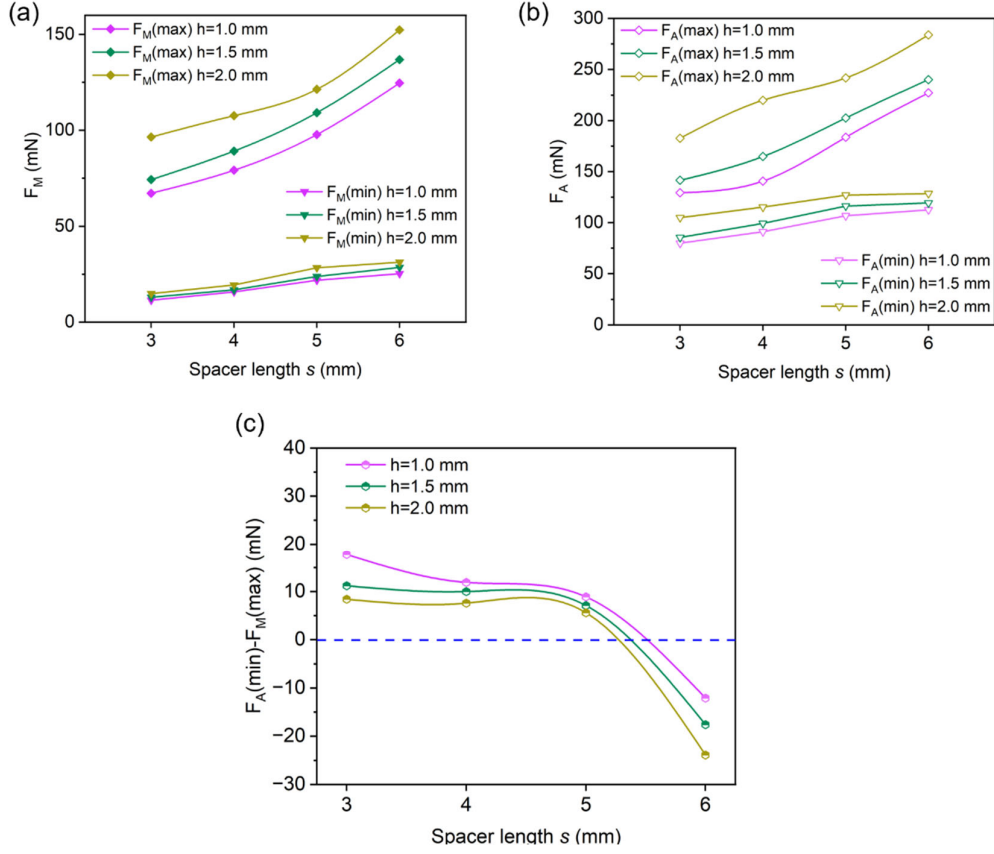 (a)
F_M(max) h=1.0 mm
F_M(max) h=1.5 mm
F_M(max) h=2.0 mm
F_M(min) h=1.0 mm
F_M(min) h=1.5 mm
F_M(min) h=2.0 mm
150
100
50
0
F_M (mN)
3 4 5 6
Spacer length s (mm)
(b)
F_A(max) h=1.0 mm
F_A(max) h=1.5 mm
F_A(max) h=2.0 mm
F_A(min) h=1.0 mm
F_A(min) h=1.5 mm
F_A(min) h=2.0 mm
300
250
200
150
100
50
0
F_A (mN)
3 4 5 6
Spacer length s (mm)
(c)
h=1.0 mm
h=1.5 mm
h=2.0 mm
40
30
20
10
0
−10
−20
−30
F_A(min)-F_M(max) (mN)
3 4 5 6
Spacer length s (mm)